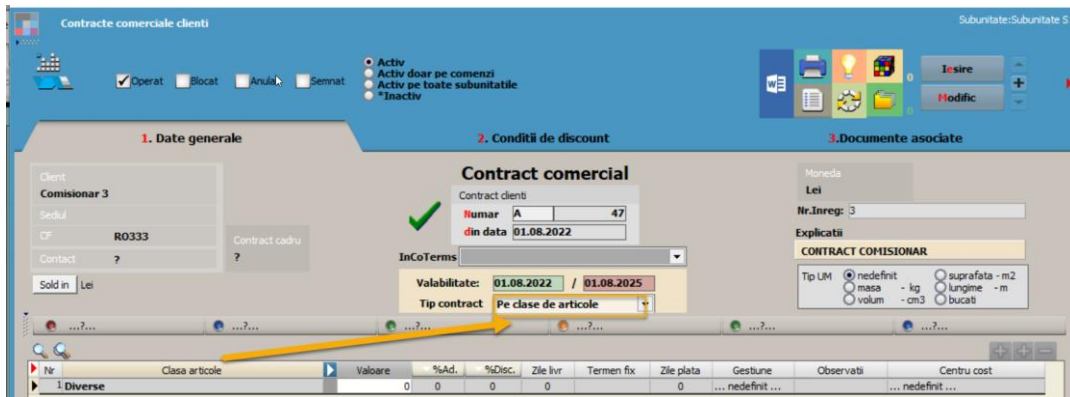 Contracte comerciale clienti
Subunitate:Subunitate S
Operat Blocat Anulat Semnat
Activ
Activ doar pe comenzi
Activ pe toate subunitatile
*Inactiv
Iesire
Modific
0
0
1. Date generale
2. Conditii de discount
3.Documente asociate
Client
Comisionar 3
Sediul
CF RO333
Contact ?
Contract cadru
?
Sold in Lei
Contract comercial
Contract clienti
Numar A 47
din data 01.08.2022
InCoTerms
Valabilitate: 01.08.2022 / 01.08.2025
Tip contract Pe clase de articole
Moneda
Lei
Nr.Inreg: 3
Explicatii
CONTRACT COMISIONAR
Tip UM nedefinit suprafata - m2
masa - kg lungime - m
volum - cm3 bucati
...?... ...?... ...?... ...?... ...?... ...?...
Nr Clasa articole Valoare %Ad. %Disc. Zile livr Termen fix Zile plata Gestiune Observatii Centru cost
1 Diverse 0 0 0 0 0 ... nedefinit ... ... nedefinit ...